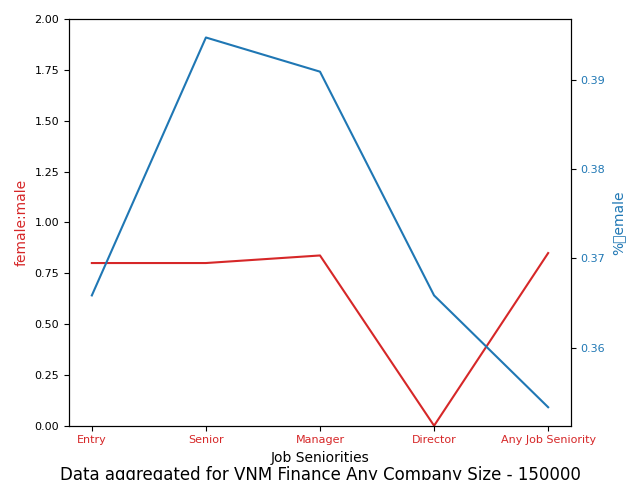 2.00
1.75
1.50
1.25
1.00
0.75
0.50
0.25
0.00
female:male
0.39
0.38
0.37
0.36
%▯emale
Entry Senior Manager Director Any Job Seniority
Job Seniorities
Data aggregated for VNM Finance Any Company Size - 150000